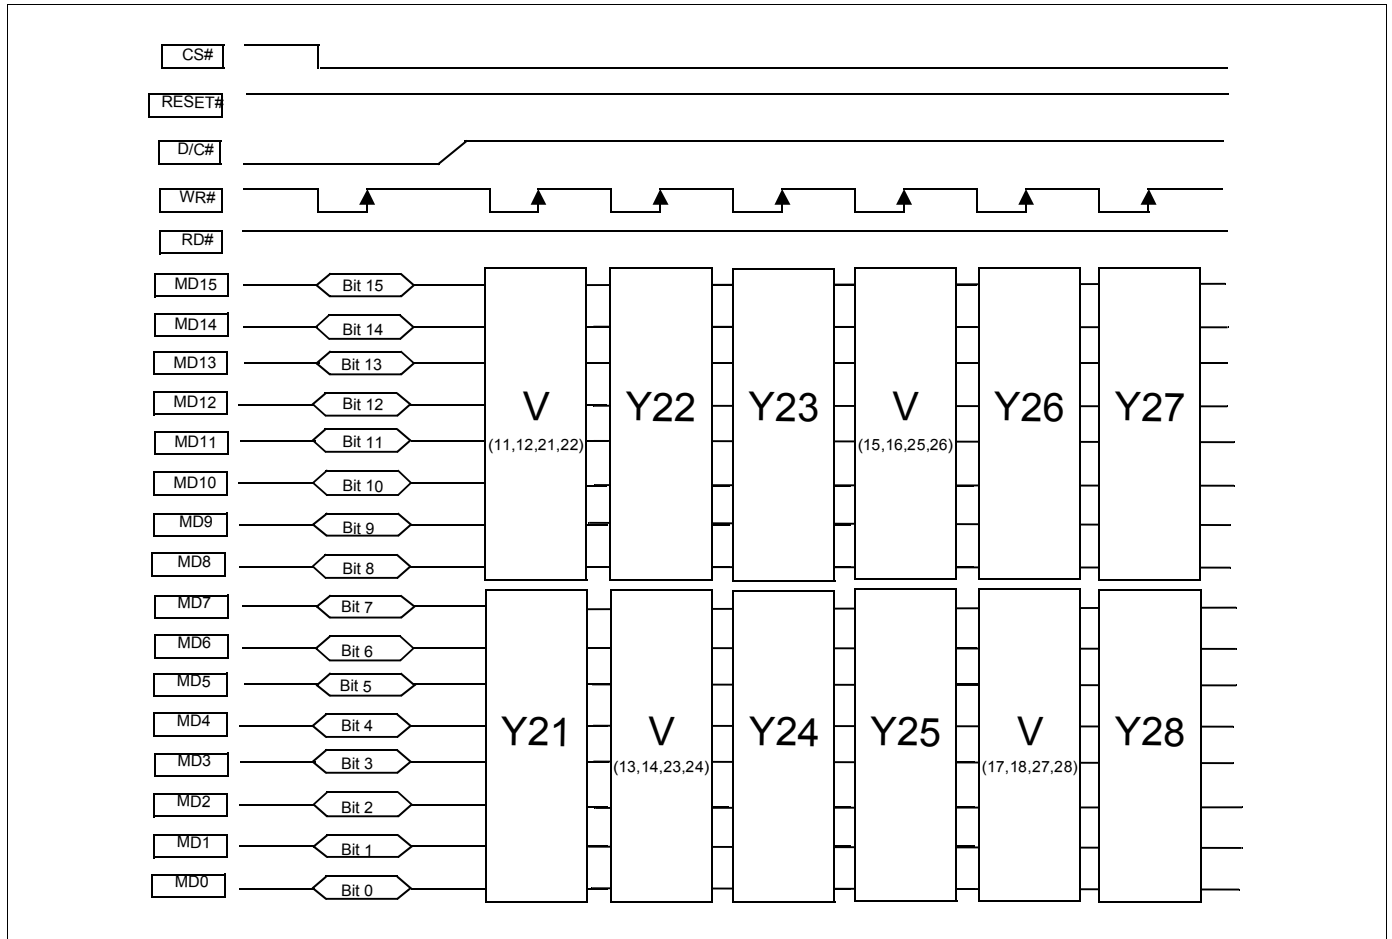 CS#
RESET#
D/C#
WR#
RD#
MD15 Bit 15
MD14 Bit 14
MD13 Bit 13
MD12 Bit 12 V Y22 Y23 V Y26 Y27
MD11 Bit 11 (11,12,21,22) (15,16,25,26)
MD10 Bit 10
MD9 Bit 9
MD8 Bit 8
MD7 Bit 7
MD6 Bit 6
MD5 Bit 5
MD4 Bit 4 Y21 V Y24 Y25 V Y28
MD3 Bit 3 (13,14,23,24) (17,18,27,28)
MD2 Bit 2
MD1 Bit 1
MD0 Bit 0